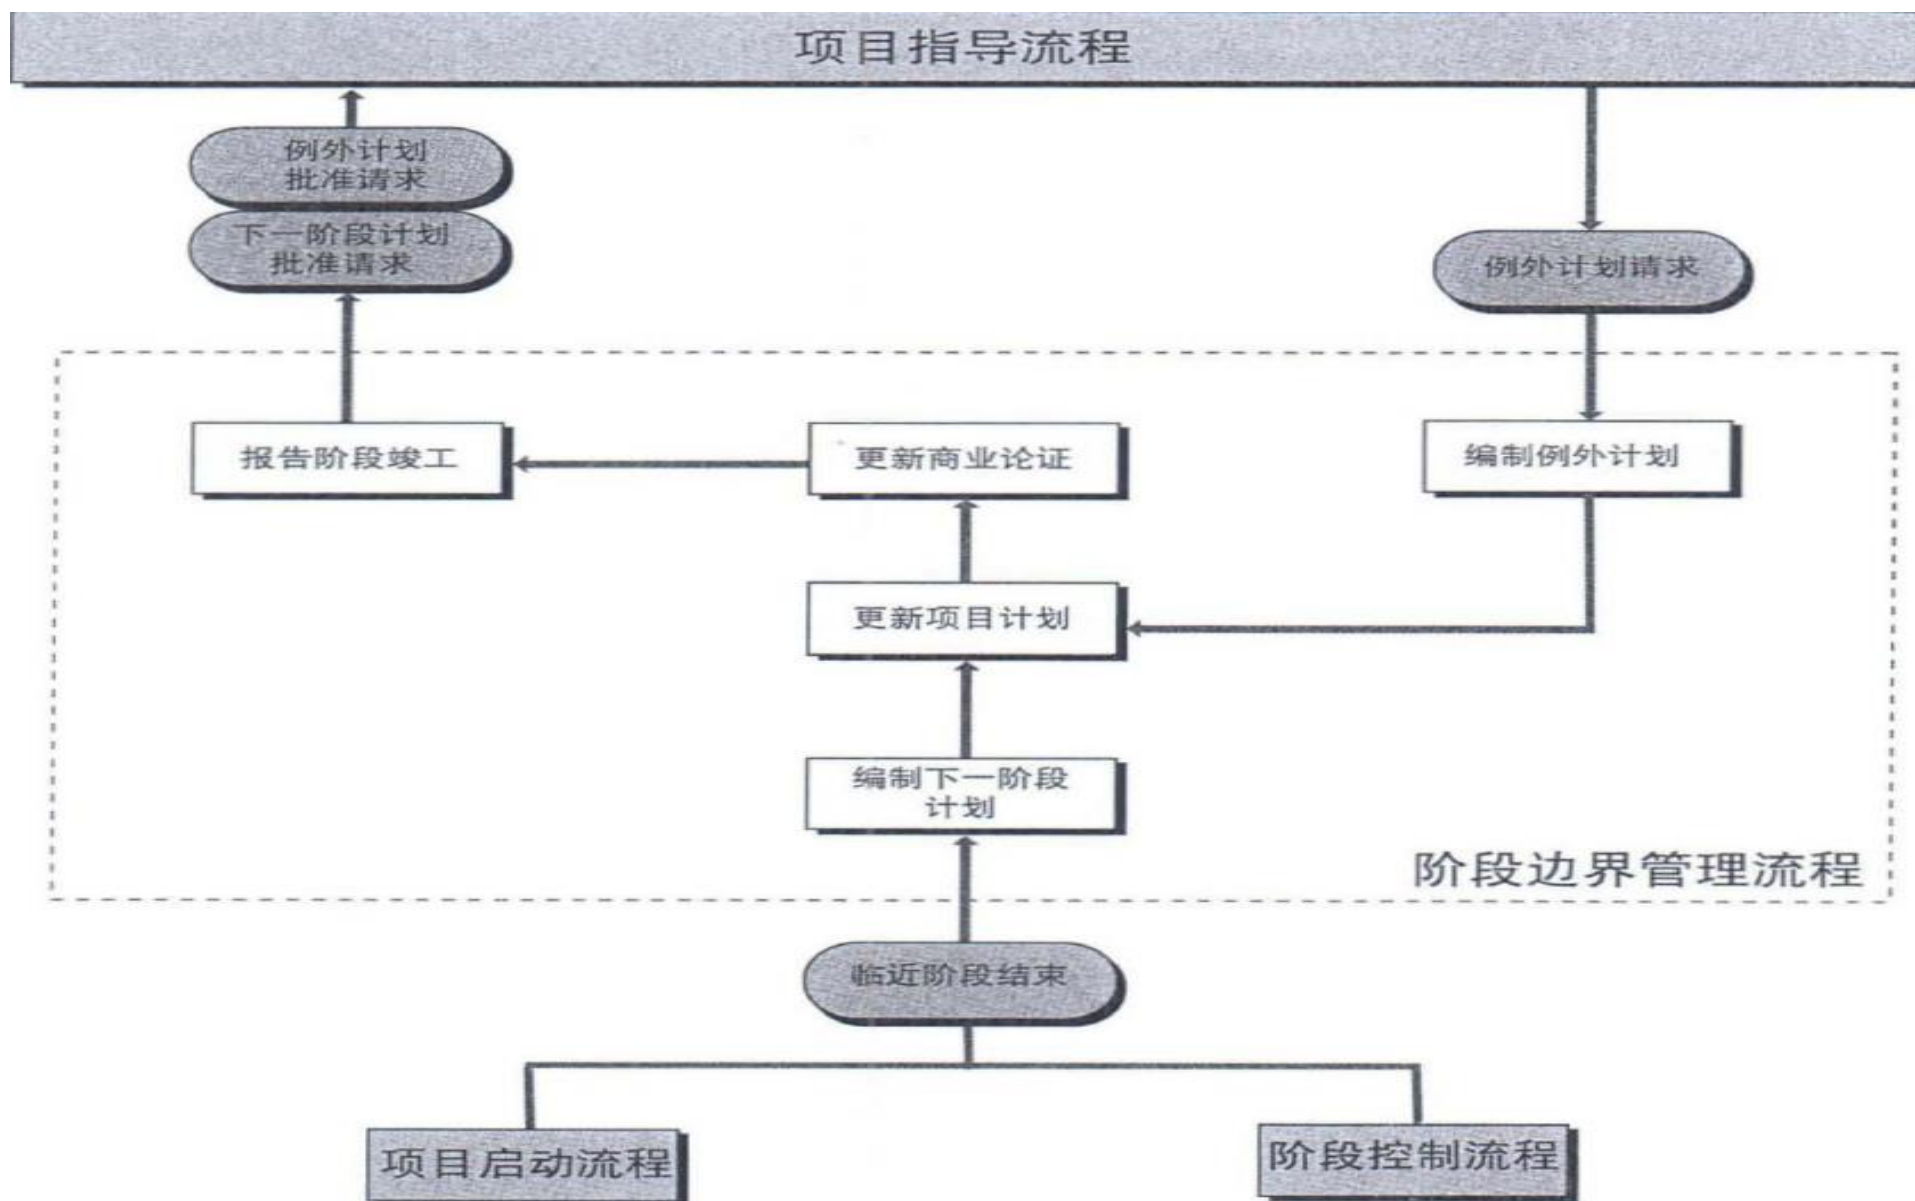 项目指导流程
例外计划
批准请求
下一阶段计划
批准请求
例外计划请求
报告阶段竣工
更新商业论证
编制例外计划
更新项目计划
编制下一阶段
计划
阶段边界管理流程
临近阶段结束
项目启动流程
阶段控制流程